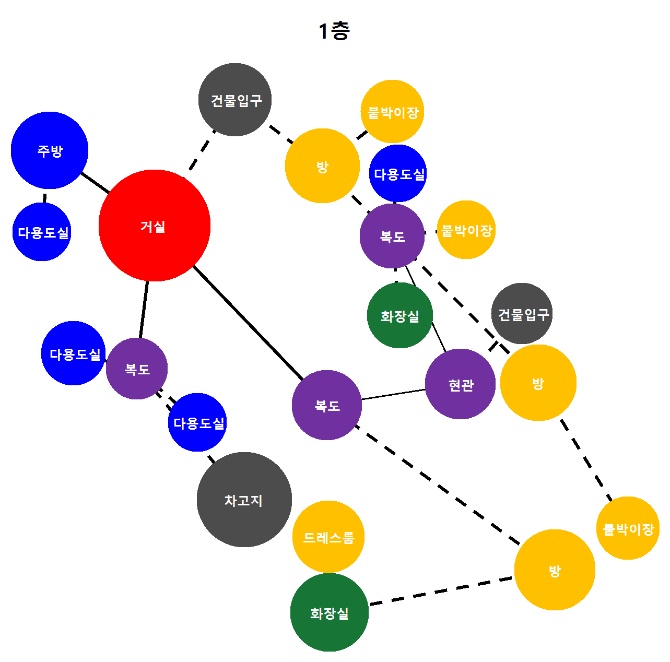 1층
건물입구
붙박이장
주방
방
다용도실
다용도실
거실
복도
붙박이장
화장실
건물입구
다용도실
복도
현관
방
복도
다용도실
차고지
드레스룸
붙박이장
방
화장실